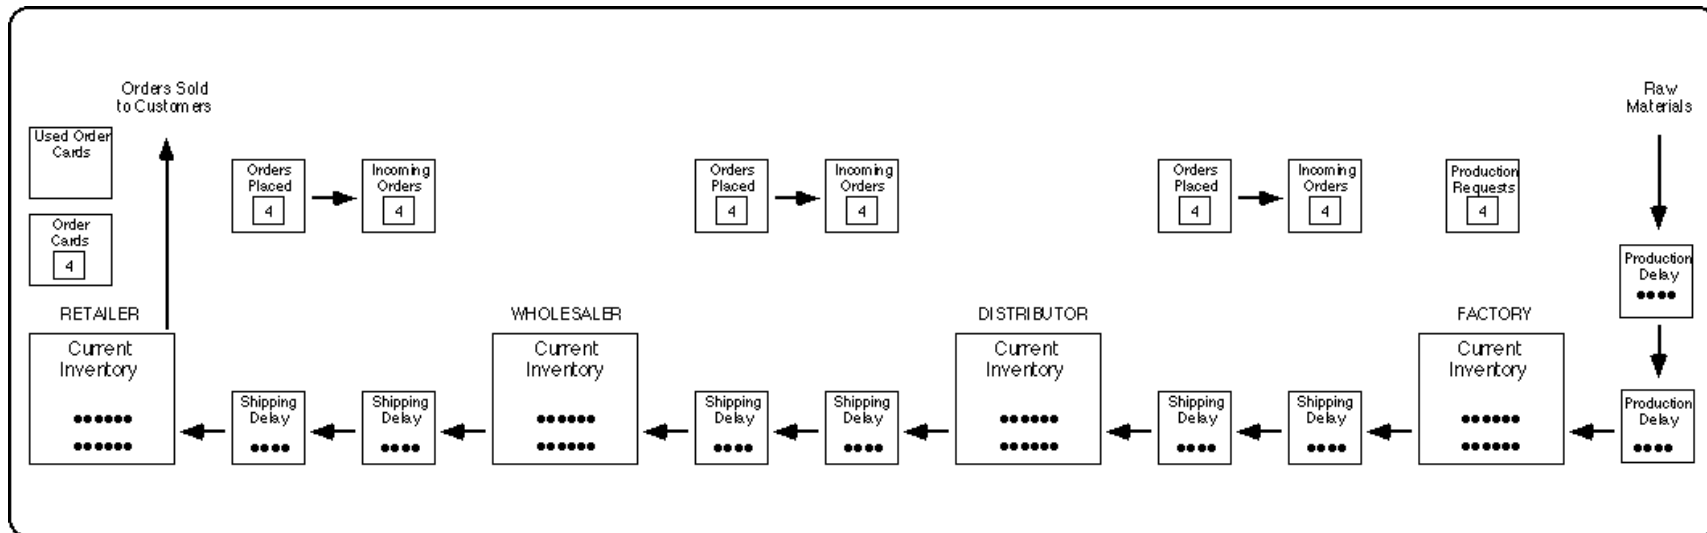 Orders Sold
to Customers
Raw
Materials
Used Order
Cards
Orders
Placed
4
Incoming
Orders
4
Orders
Placed
4
Incoming
Orders
4
Orders
Placed
4
Incoming
Orders
4
Production
Requests
4
Order
Cards
4
Production
Delay
RETAILER
WHOLESALER
DISTRIBUTOR
FACTORY
Current
Inventory
Current
Inventory
Current
Inventory
Current
Inventory
Shipping
Delay
Shipping
Delay
Shipping
Delay
Shipping
Delay
Shipping
Delay
Shipping
Delay
Production
Delay